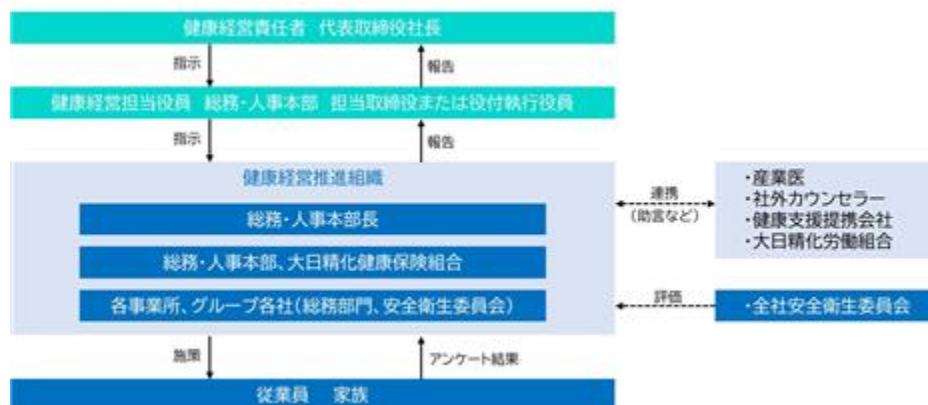 健康経営責任者 代表取締役社長
指示
報告
健康経営担当役員 総務・人事本部 担当取締役または役付執行役員
指示
報告
健康経営推進組織
総務・人事本部長
総務・人事本部、大日精化健康保険組合
各事業所、グループ各社(総務部門、安全衛生委員会)
連携
(助言など)
・産業医
・社外カウンセラー
・健康支援提携会社
・大日精化労働組合
評価
・全社安全衛生委員会
施策
アンケート結果
従業員 家族